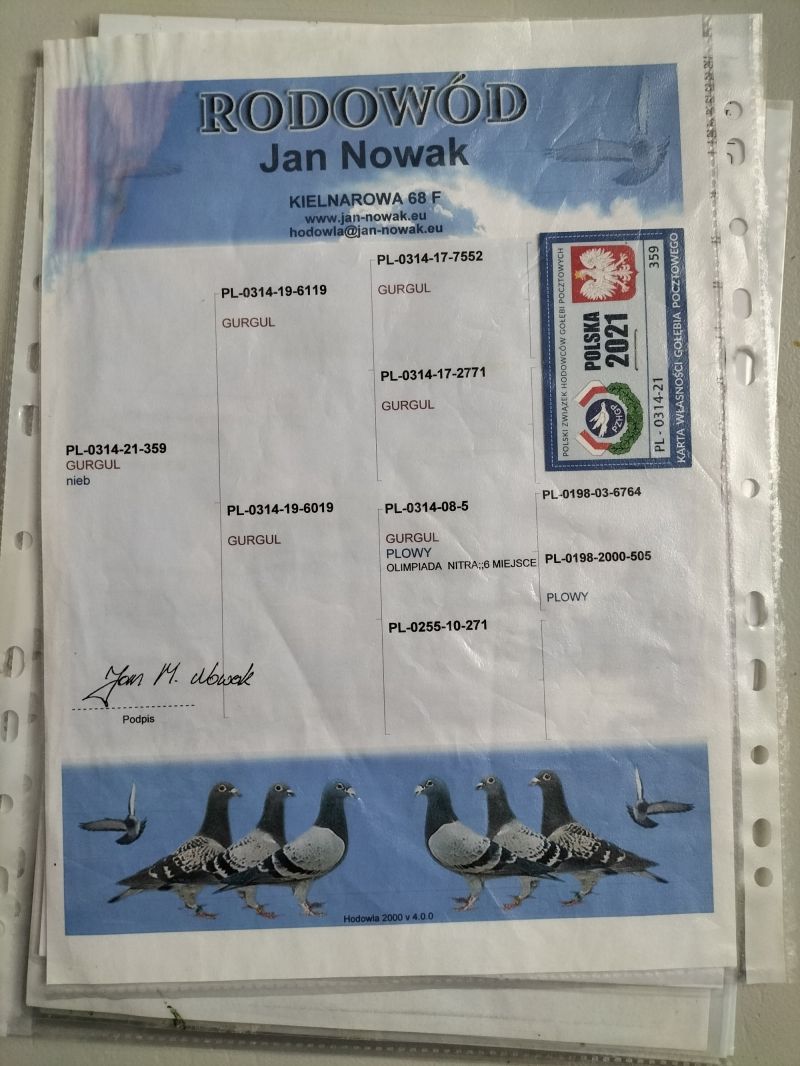 RODOWÓD
Jan Nowak
KIELNAROWA 68 F
www.jan-nowak.eu
hodowla@jan-nowak.eu
PL-0314-21-359
GURGUL
nieb
PL-0314-19-6119
GURGUL
PL-0314-19-6019
GURGUL
PL-0314-17-7552
GURGUL
PL-0314-17-2771
GURGUL
PL-0314-08-5
GURGUL
PLOWY
OLIMPIADA NITRA;;6 MIEJSCE
PL-0255-10-271
PL-0198-03-6764
PL-0198-2000-505
PLOWY
POLSKI ZWIĄZEK HODOWCÓW GOŁĘBI POCZTOWYCH
POLSKA
2021
PZHGP
PL - 0314-21
359
KARTA WŁASNOŚCI GOŁĘBIA POCZTOWEGO
Jan M. Nowak
Podpis
Hodowla 2000 v 4.0.0